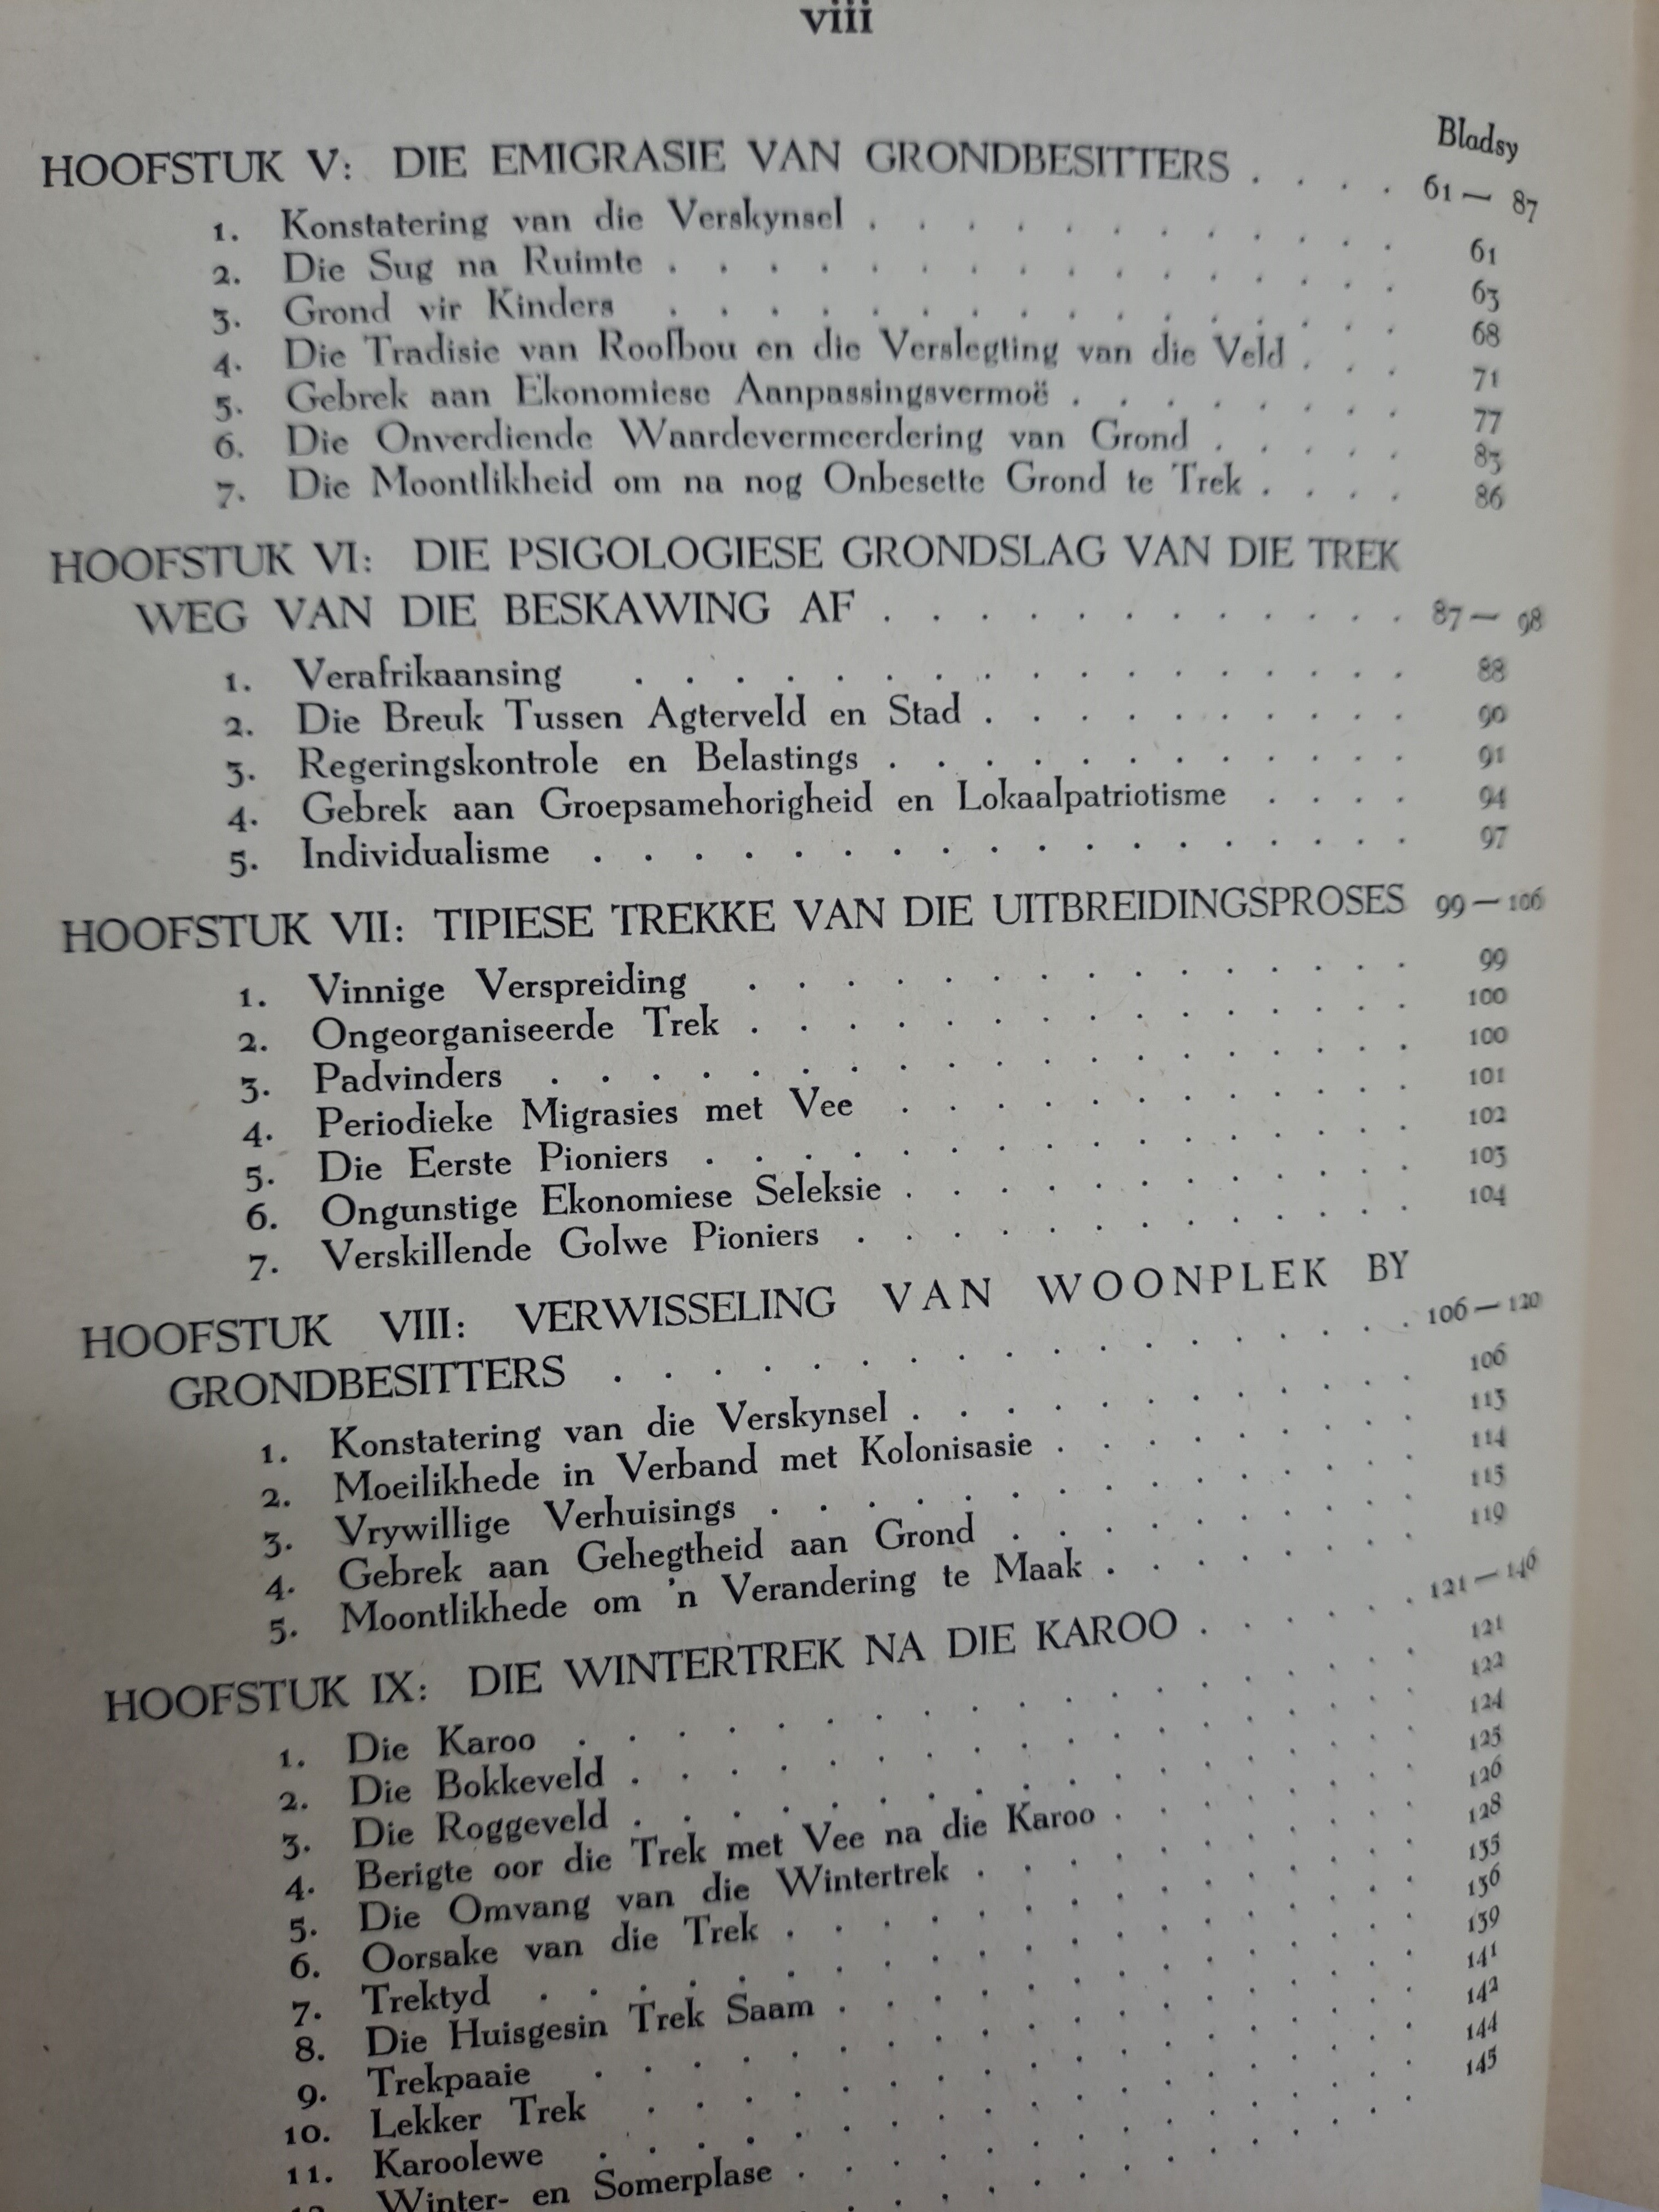 viii
Bladsy
HOOFSTUK V: DIE EMIGRASIE VAN GRONDBESITTERS . . . . 61 — 87
1. Konstatering van die Verskynsel . . . . . . . . . . . 61
2. Die Sug na Ruimte . . . . . . . . . . . . . . . 63
3. Grond vir Kinders . . . . . . . . . . . . . . . 68
4. Die Tradisie van Roofbou en die Verslegting van die Veld . . . 71
5. Gebrek aan Ekonomiese Aanpassingsvermoë . . . . . . . 77
6. Die Onverdiende Waardevermeerdering van Grond . . . . . 83
7. Die Moontlikheid om na nog Onbesette Grond te Trek . . . . 86
HOOFSTUK VI: DIE PSIGOLOGIESE GRONDSLAG VAN DIE TREK
WEG VAN DIE BESKAWING AF . . . . . . . . . . . 87 — 98
1. Verafrikaansing . . . . . . . . . . . . . . . . 88
2. Die Breuk Tussen Agterveld en Stad . . . . . . . . . 90
3. Regeringskontrole en Belastings . . . . . . . . . . . 91
4. Gebrek aan Groepsamehorigheid en Lokaalpatriotisme . . . . 94
5. Individualisme . . . . . . . . . . . . . . . . . 97
HOOFSTUK VII: TIPIESE TREKKE VAN DIE UITBREIDINGSPROSES 99 — 106
1. Vinnige Verspreiding . . . . . . . . . . . . . . 99
2. Ongeorganiseerde Trek . . . . . . . . . . . . . . 100
3. Padvinders . . . . . . . . . . . . . . . . . . 100
4. Periodieke Migrasies met Vee . . . . . . . . . . . 101
5. Die Eerste Pioniers . . . . . . . . . . . . . . . 102
6. Ongunstige Ekonomiese Seleksie . . . . . . . . . . . 103
7. Verskillende Golwe Pioniers . . . . . . . . . . . . 104
HOOFSTUK VIII: VERWISSELING VAN WOONPLEK BY
GRONDBESITTERS . . . . . . . . . . . . . . . . . 106 — 120
1. Konstatering van die Verskynsel . . . . . . . . . . . 106
2. Moeilikhede in Verband met Kolonisasie . . . . . . . . 113
3. Vrywillige Verhuisings . . . . . . . . . . . . . . 114
4. Gebrek aan Gehegtheid aan Grond . . . . . . . . . 115
5. Moontlikhede om 'n Verandering te Maak . . . . . . . 119
HOOFSTUK IX: DIE WINTERTREK NA DIE KAROO . . . . . 121 — 146
1. Die Karoo . . . . . . . . . . . . . . . . . . 121
2. Die Bokkeveld . . . . . . . . . . . . . . . . . 122
3. Die Roggeveld . . . . . . . . . . . . . . . . . 124
4. Berigte oor die Trek met Vee na die Karoo . . . . . . . 125
5. Die Omvang van die Wintertrek . . . . . . . . . . 126
6. Oorsake van die Trek . . . . . . . . . . . . . . 128
7. Trektyd . . . . . . . . . . . . . . . . . . . 135
8. Die Huisgesin Trek Saam . . . . . . . . . . . . . 136
9. Trekpaaie . . . . . . . . . . . . . . . . . . 139
10. Lekker Trek . . . . . . . . . . . . . . . . . 141
11. Karoolewe . . . . . . . . . . . . . . . . . . 142
Winter- en Somerplase . . . . . . . . . . . . . 144
145